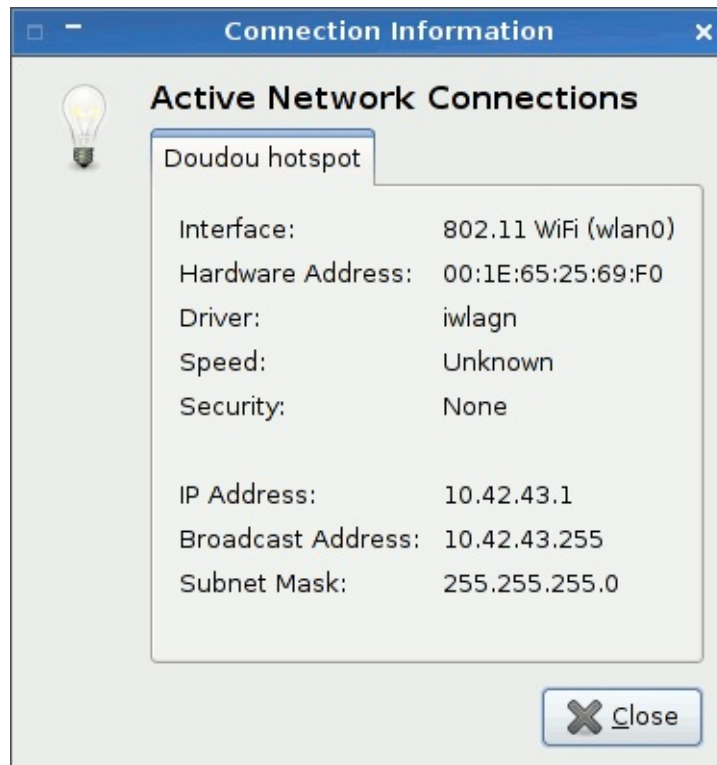 Connection Information
Active Network Connections
Doudou hotspot
Interface: 802.11 WiFi (wlan0)
Hardware Address: 00:1E:65:25:69:F0
Driver: iwlagn
Speed: Unknown
Security: None
IP Address: 10.42.43.1
Broadcast Address: 10.42.43.255
Subnet Mask: 255.255.255.0
Close